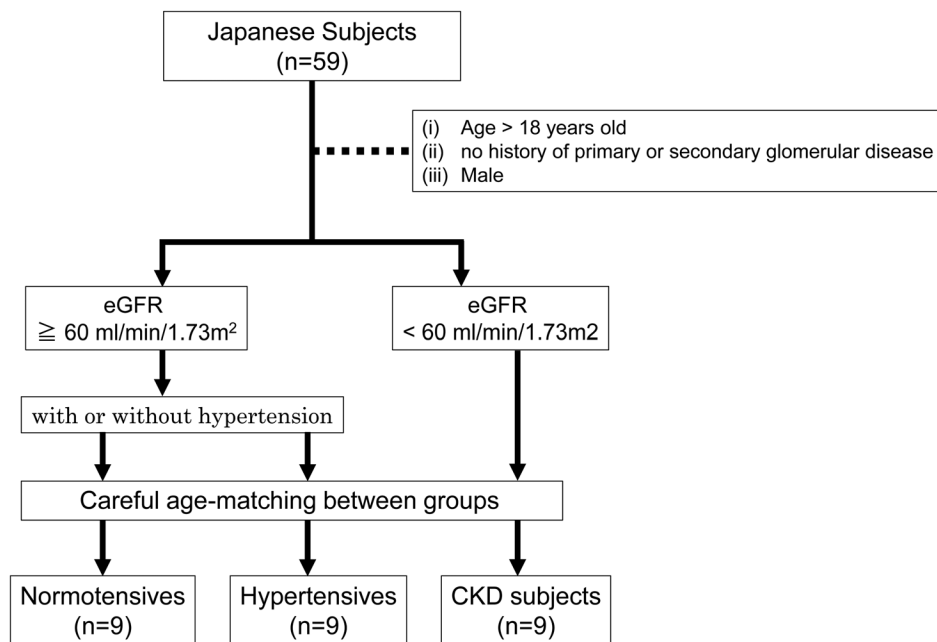 Japanese Subjects
(n=59)
(i) Age > 18 years old
(ii) no history of primary or secondary glomerular disease
(iii) Male
eGFR
≧ 60 ml/min/1.73m²
eGFR
< 60 ml/min/1.73m2
with or without hypertension
Careful age-matching between groups
Normotensives
(n=9)
Hypertensives
(n=9)
CKD subjects
(n=9)